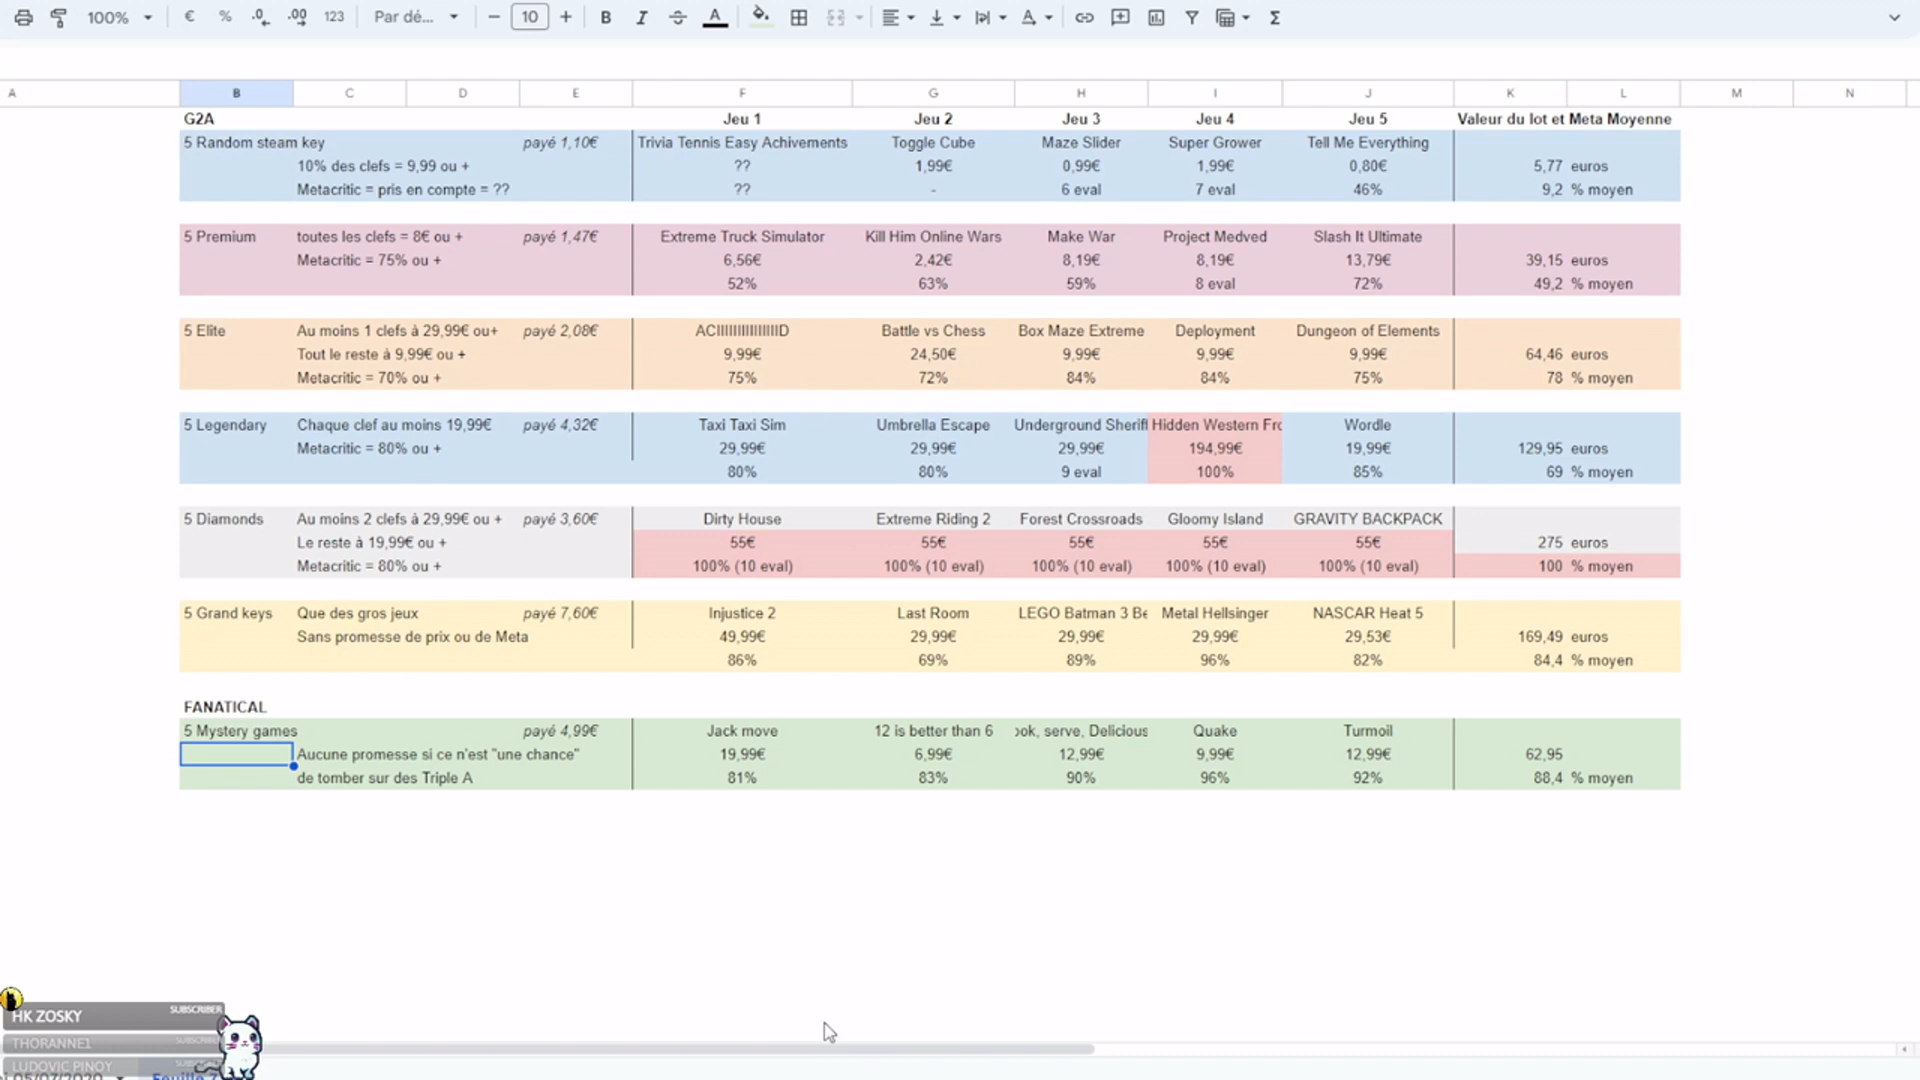 100% € % .0 .00 123 Par dé... 10
A B C D E F G H I J K L M N
G2A Jeu 1 Jeu 2 Jeu 3 Jeu 4 Jeu 5 Valeur du lot et Meta Moyenne
5 Random steam key payé 1,10€ Trivia Tennis Easy Achivements Toggle Cube Maze Slider Super Grower Tell Me Everything
10% des clefs = 9,99 ou + ?? 1,99€ 0,99€ 1,99€ 0,80€ 5,77 euros
Metacritic = pris en compte = ?? ?? - 6 eval 7 eval 46% 9,2 % moyen
5 Premium toutes les clefs = 8€ ou + payé 1,47€ Extreme Truck Simulator Kill Him Online Wars Make War Project Medved Slash It Ultimate
Metacritic = 75% ou + 6,56€ 2,42€ 8,19€ 8,19€ 13,79€ 39,15 euros
52% 63% 59% 8 eval 72% 49,2 % moyen
5 Elite Au moins 1 clefs à 29,99€ ou+ payé 2,08€ Battle vs Chess Box Maze Extreme Deployment Dungeon of Elements
Tout le reste à 9,99€ ou + 9,99€ 24,50€ 9,99€ 9,99€ 9,99€ 64,46 euros
Metacritic = 70% ou + 75% 72% 84% 84% 75% 78 % moyen
5 Legendary Chaque clef au moins 19,99€ payé 4,32€ Taxi Taxi Sim Umbrella Escape Underground Sheriff Hidden Western Fro Wordle
Metacritic = 80% ou + 29,99€ 29,99€ 29,99€ 194,99€ 19,99€ 129,95 euros
80% 80% 9 eval 100% 85% 69 % moyen
5 Diamonds Au moins 2 clefs à 29,99€ ou + payé 3,60€ Dirty House Extreme Riding 2 Forest Crossroads Gloomy Island GRAVITY BACKPACK
Le reste à 19,99€ ou + 55€ 55€ 55€ 55€ 55€ 275 euros
Metacritic = 80% ou + 100% (10 eval) 100% (10 eval) 100% (10 eval) 100% (10 eval) 100% (10 eval) 100 % moyen
5 Grand keys Que des gros jeux payé 7,60€ Injustice 2 Last Room LEGO Batman 3 Be Metal Hellsinger NASCAR Heat 5
Sans promesse de prix ou de Meta 49,99€ 29,99€ 29,99€ 29,99€ 29,53€ 169,49 euros
86% 69% 89% 96% 82% 84,4 % moyen
FANATICAL
5 Mystery games payé 4,99€ Jack move 12 is better than 6 ook, serve, Delicious Quake Turmoil
Aucune promesse si ce n'est "une chance" 19,99€ 6,99€ 12,99€ 9,99€ 12,99€ 62,95
de tomber sur des Triple A 81% 83% 90% 96% 92% 88,4 % moyen
HK ZOSKY SUBSCRIBER
THORANNE1 SUBSCRIBER
LUDOVIC PINOY
05/07/2020 Feuille 7